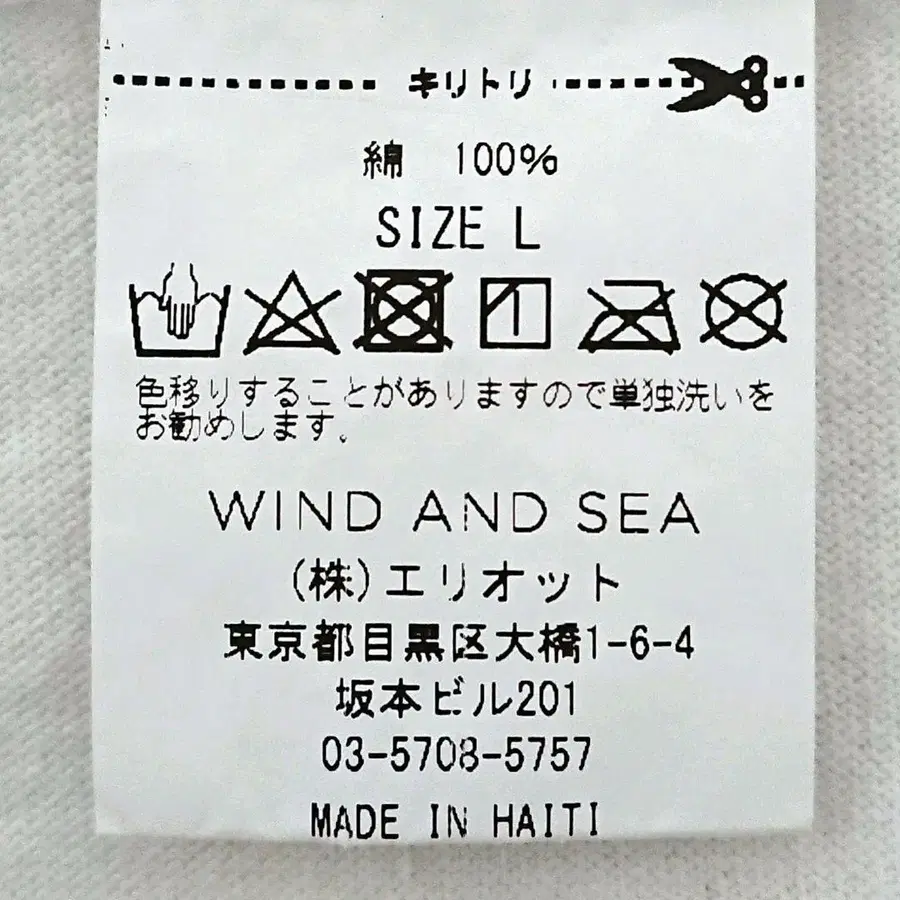 キリトリ
綿 100%
SIZE L
色移りすることがありますので単独洗いを
お勧めします。
WIND AND SEA
(株)エリオット
東京都目黒区大橋1-6-4
坂本ビル201
03-5708-5757
MADE IN HAITI